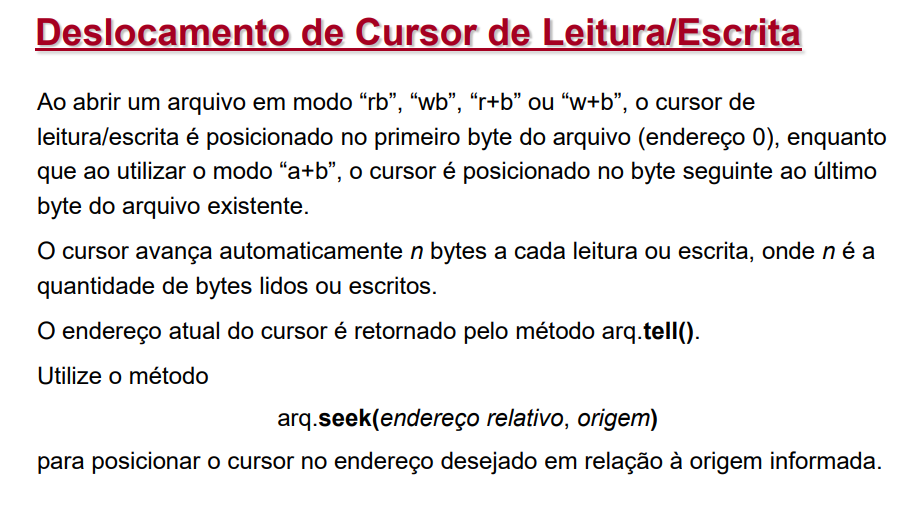 Deslocamento de Cursor de Leitura/Escrita
Ao abrir um arquivo em modo “rb”, “wb”, “r+b” ou “w+b”, o cursor de
leitura/escrita é posicionado no primeiro byte do arquivo (endereço 0), enquanto
que ao utilizar o modo “a+b”, o cursor é posicionado no byte seguinte ao último
byte do arquivo existente.
O cursor avança automaticamente n bytes a cada leitura ou escrita, onde n é a
quantidade de bytes lidos ou escritos.
O endereço atual do cursor é retornado pelo método arq.tell().
Utilize o método
arq.seek(endereço relativo, origem)
para posicionar o cursor no endereço desejado em relação à origem informada.